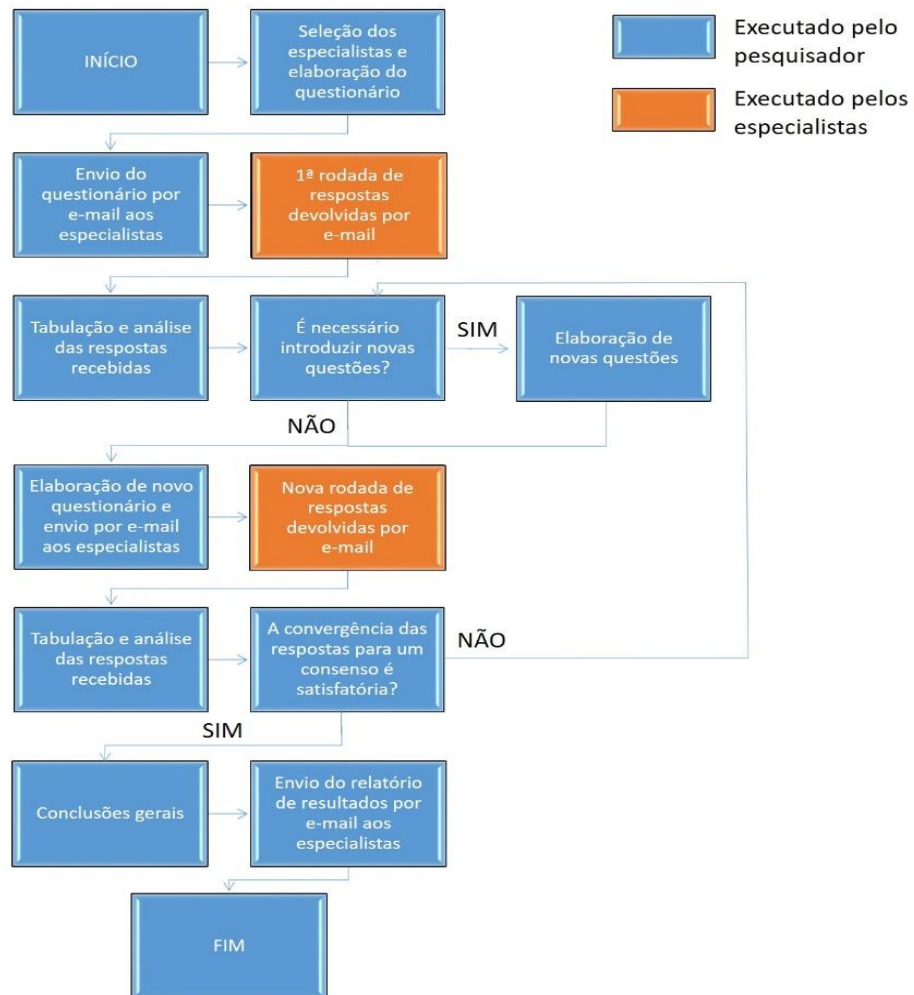 INÍCIO
Seleção dos
especialistas e
elaboração do
questionário
Executado pelo
pesquisador
Executado pelos
especialistas
Envio do
questionário por
e-mail aos
especialistas
1ª rodada de
respostas
devolvidas por
e-mail
Tabulação e análise
das respostas
recebidas
É necessário
introduzir novas
questões?
SIM
Elaboração de
novas questões
NÃO
Elaboração de novo
questionário e
envio por e-mail
aos especialistas
Nova rodada de
respostas
devolvidas por
e-mail
Tabulação e análise
das respostas
recebidas
A convergência das
respostas para um
consenso é
satisfatória?
NÃO
SIM
Conclusões gerais
Envio do relatório
de resultados por
e-mail aos
especialistas
FIM